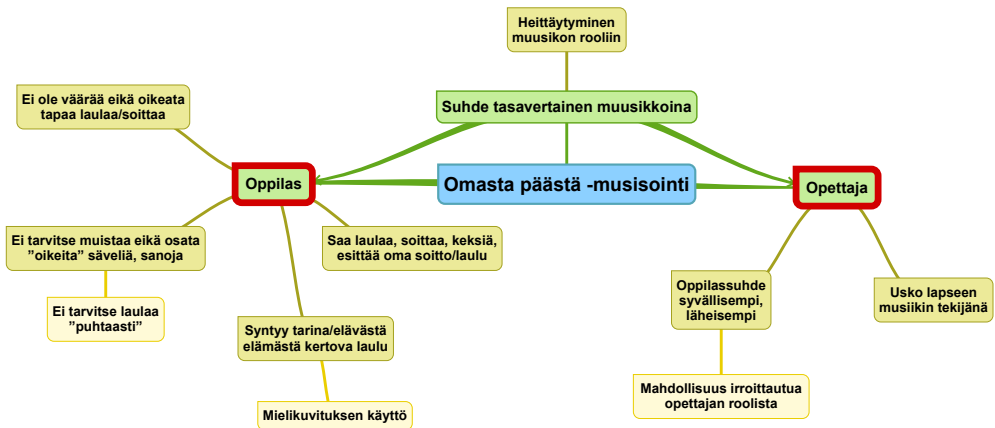 Heittäytyminen
muusikon rooliin
Suhde tasavertainen muusikkoina
Omasta päästä -musisointi
Ei ole väärää eikä oikeata
tapaa laulaa/soittaa
Oppilas
Ei tarvitse muistaa eikä osata
”oikeita” säveliä, sanoja
Ei tarvitse laulaa
”puhtaasti”
Saa laulaa, soittaa, keksiä,
esittää oma soitto/laulu
Syntyy tarina/elävästä
elämästä kertova laulu
Mielikuvituksen käyttö
Opettaja
Oppilassuhde
syvällisempi,
läheisempi
Mahdollisuus irroittautua
opettajan roolista
Usko lapseen
musiikin tekijänä